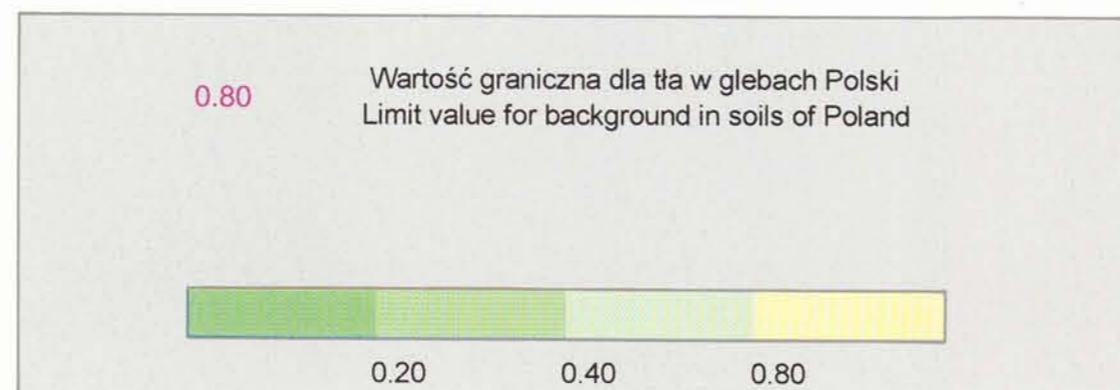 0.80
Wartość graniczna dla tła w glebach Polski
Limit value for background in soils of Poland
0.20 0.40 0.80